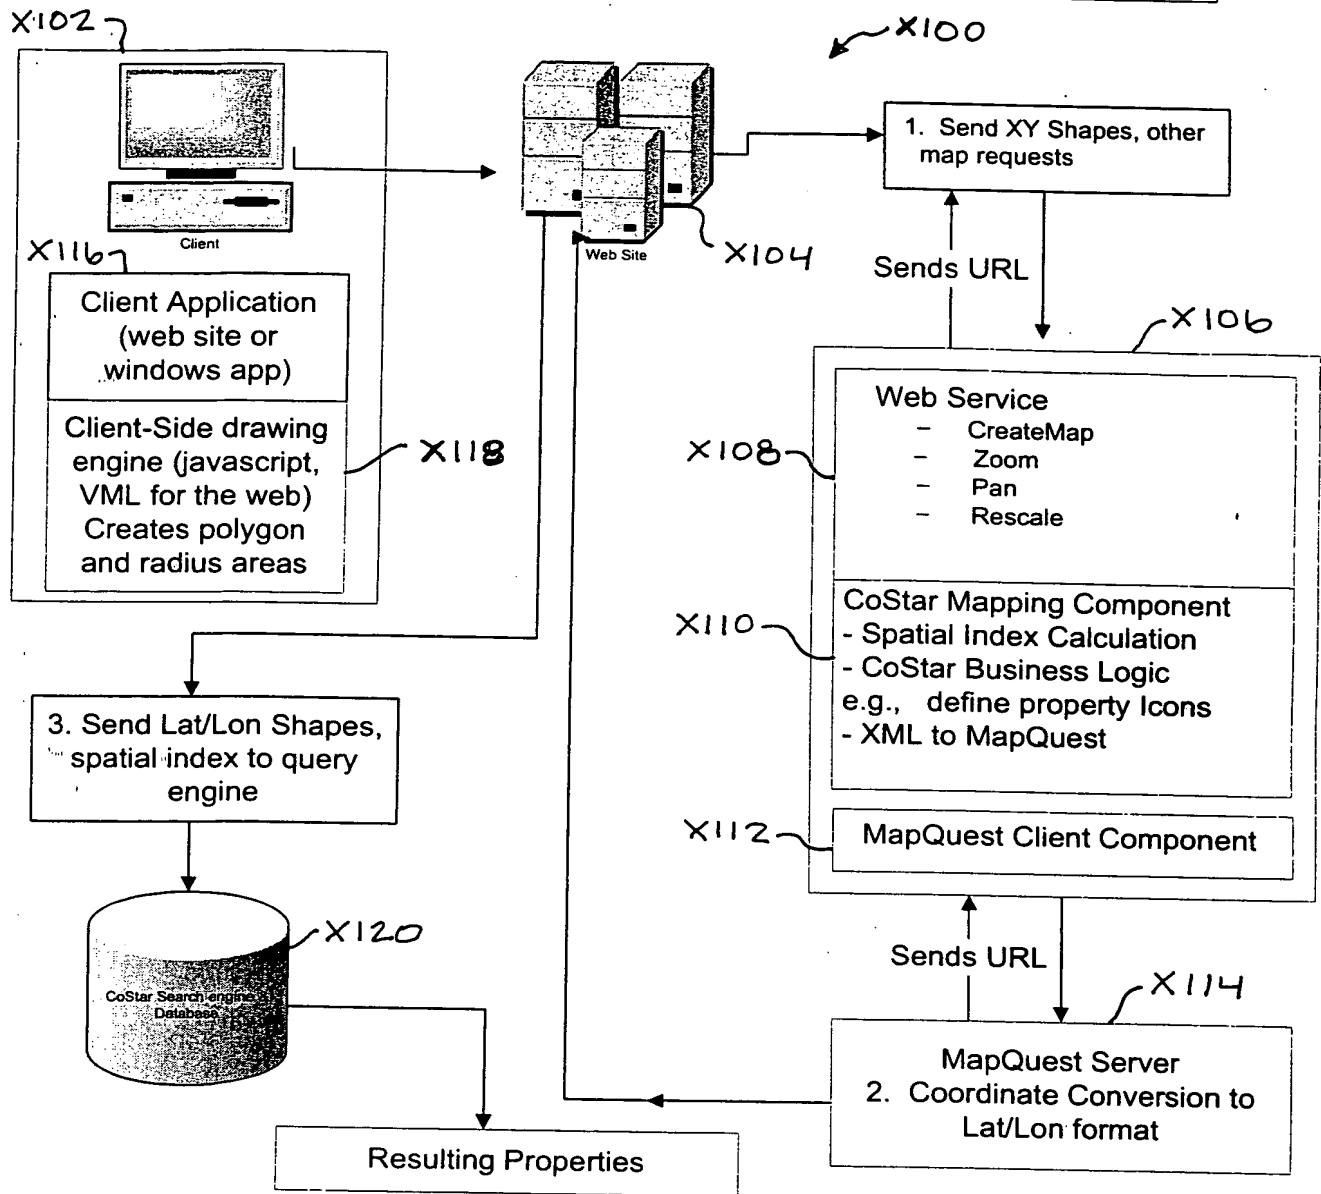 X102
X100
1. Send XY Shapes, other
map requests
Client
Web Site
X104
X116
Client Application
(web site or
windows app)
Client-Side drawing
engine (javascript,
VML for the web)
Creates polygon
and radius areas
X118
Sends URL
X106
X108
Web Service
- CreateMap
- Zoom
- Pan
- Rescale
X110
CoStar Mapping Component
- Spatial Index Calculation
- CoStar Business Logic
e.g., define property Icons
- XML to MapQuest
X112
MapQuest Client Component
3. Send Lat/Lon Shapes,
spatial index to query
engine
X120
CoStar Search engine
Database
Sends URL
X114
MapQuest Server
2. Coordinate Conversion to
Lat/Lon format
Resulting Properties